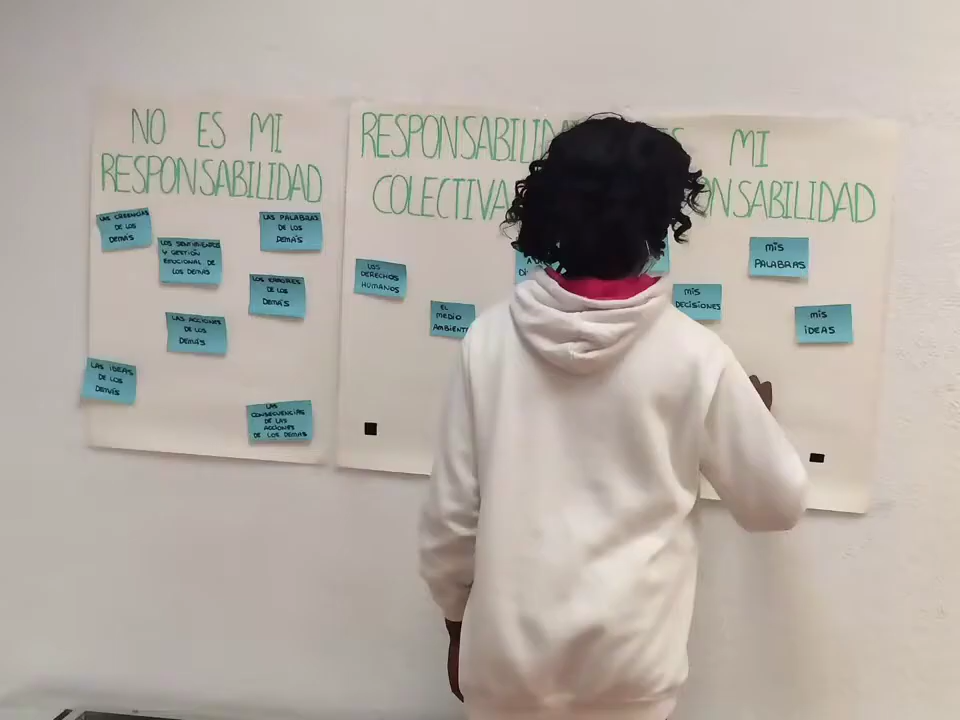 NO ES MI
RESPONSABILIDAD
LAS CREENCIAS
DE LOS
DEMÁS
LOS SENTIMIENTOS
Y GESTIÓN
EMOCIONAL DE
LOS DEMÁS
LAS PALABRAS
DE LOS
DEMÁS
LOS ERRORES
DE LOS
DEMÁS
LAS ACCIONES
DE LOS
DEMÁS
LAS IDEAS
DE LOS
DEMÁS
LAS
CONSECUENCIAS
DE LAS
ACCIONES
DE LOS DEMÁS
RESPONSABILIDA
COLECTIVA
LOS
DERECHOS
HUMANOS
EL
MEDIO
AMBIENT
MI
ONSABILIDAD
MIS
PALABRAS
MIS
DECISIONES
MIS
IDEAS